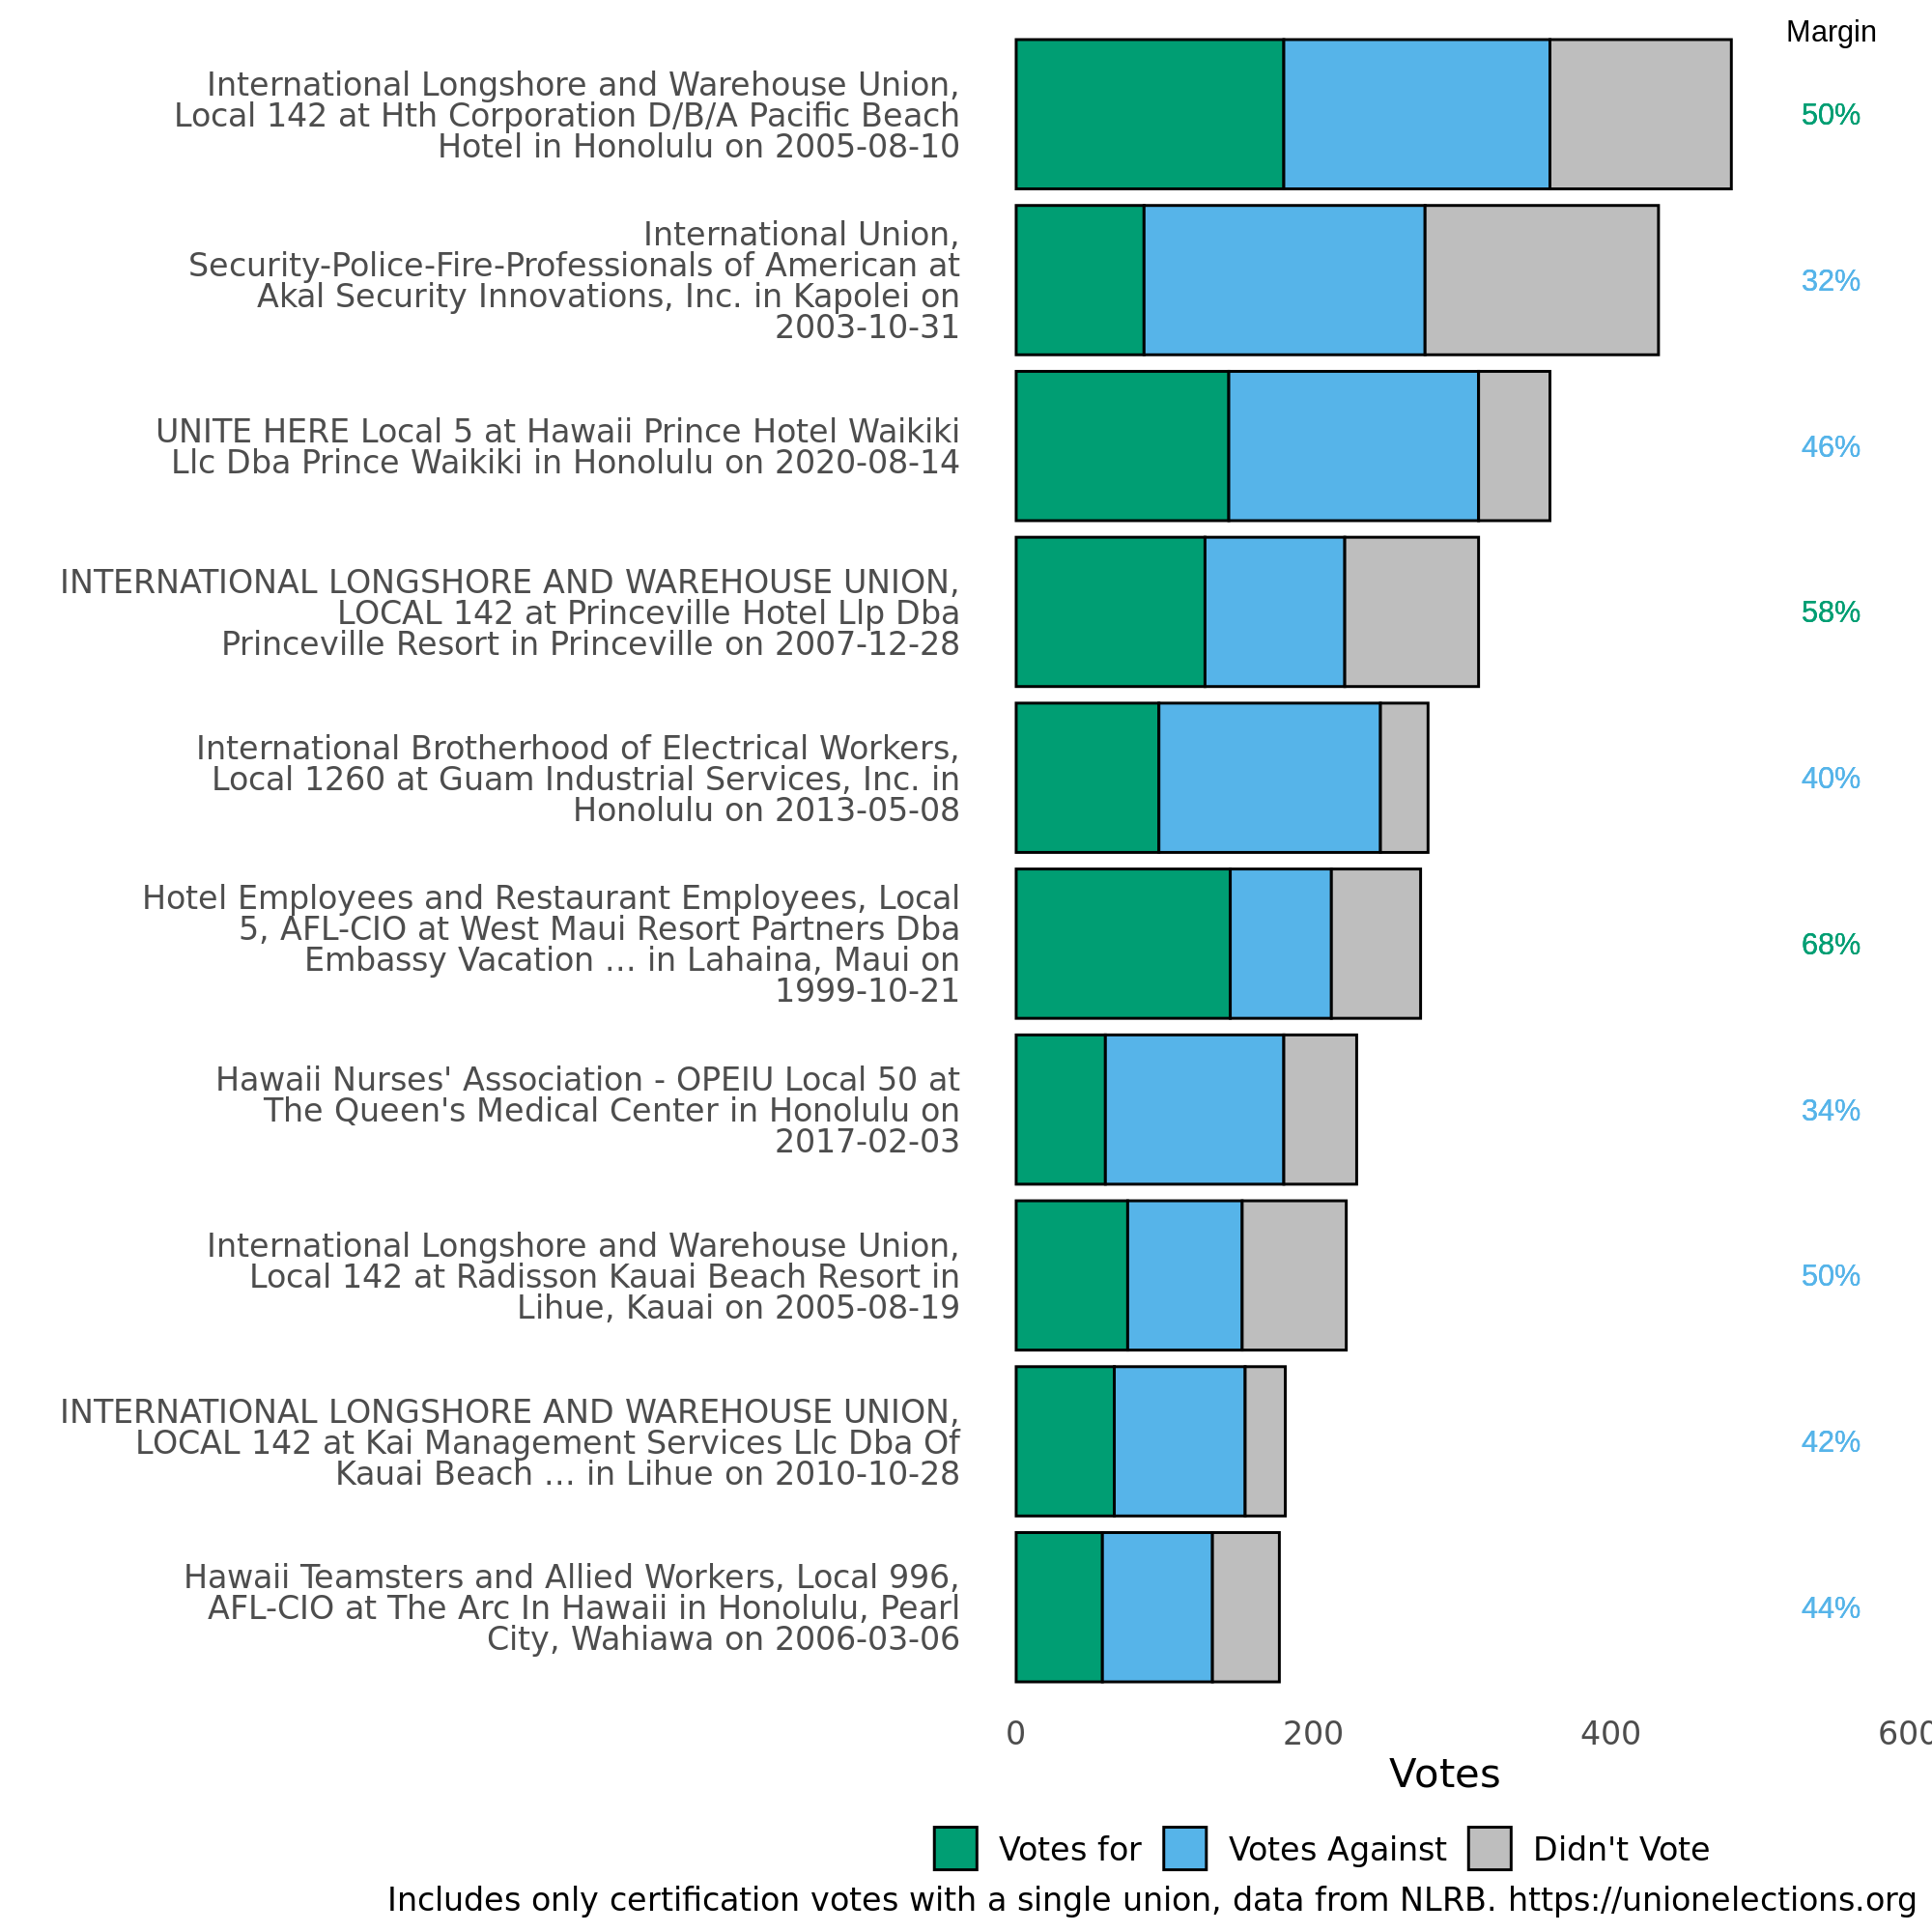 Margin
International Longshore and Warehouse Union,
Local 142 at Hth Corporation D/B/A Pacific Beach
Hotel in Honolulu on 2005-08-10
50%
International Union,
Security-Police-Fire-Professionals of American at
Akal Security Innovations, Inc. in Kapolei on
2003-10-31
32%
UNITE HERE Local 5 at Hawaii Prince Hotel Waikiki
Llc Dba Prince Waikiki in Honolulu on 2020-08-14
46%
INTERNATIONAL LONGSHORE AND WAREHOUSE UNION,
LOCAL 142 at Princeville Hotel Llp Dba
Princeville Resort in Princeville on 2007-12-28
58%
International Brotherhood of Electrical Workers,
Local 1260 at Guam Industrial Services, Inc. in
Honolulu on 2013-05-08
40%
Hotel Employees and Restaurant Employees, Local
5, AFL-CIO at West Maui Resort Partners Dba
Embassy Vacation ... in Lahaina, Maui on
1999-10-21
68%
Hawaii Nurses' Association - OPEIU Local 50 at
The Queen's Medical Center in Honolulu on
2017-02-03
34%
International Longshore and Warehouse Union,
Local 142 at Radisson Kauai Beach Resort in
Lihue, Kauai on 2005-08-19
50%
INTERNATIONAL LONGSHORE AND WAREHOUSE UNION,
LOCAL 142 at Kai Management Services Llc Dba Of
Kauai Beach ... in Lihue on 2010-10-28
42%
Hawaii Teamsters and Allied Workers, Local 996,
AFL-CIO at The Arc In Hawaii in Honolulu, Pearl
City, Wahiawa on 2006-03-06
44%
0 200 400 600
Votes
Votes for Votes Against Didn't Vote
Includes only certification votes with a single union, data from NLRB. https://unionelections.org